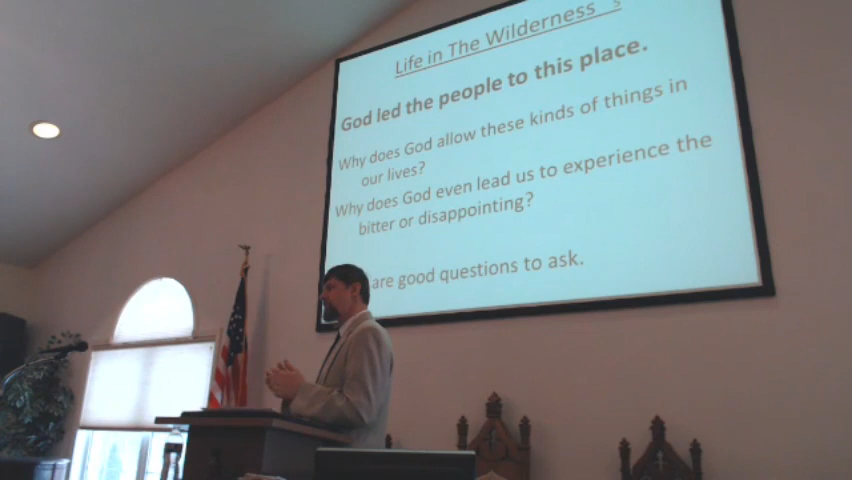 Life in The Wilderness
God led the people to this place.
Why does God allow these kinds of things in
our lives?
Why does God even lead us to experience the
bitter or disappointing?
are good questions to ask.